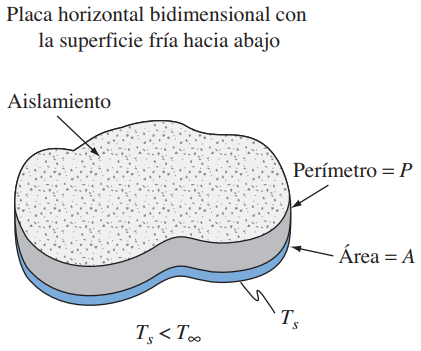 Placa horizontal bidimensional con
la superficie fría hacia abajo
Aislamiento
Perímetro = P
Área = A
Tₛ
Tₛ < T∞